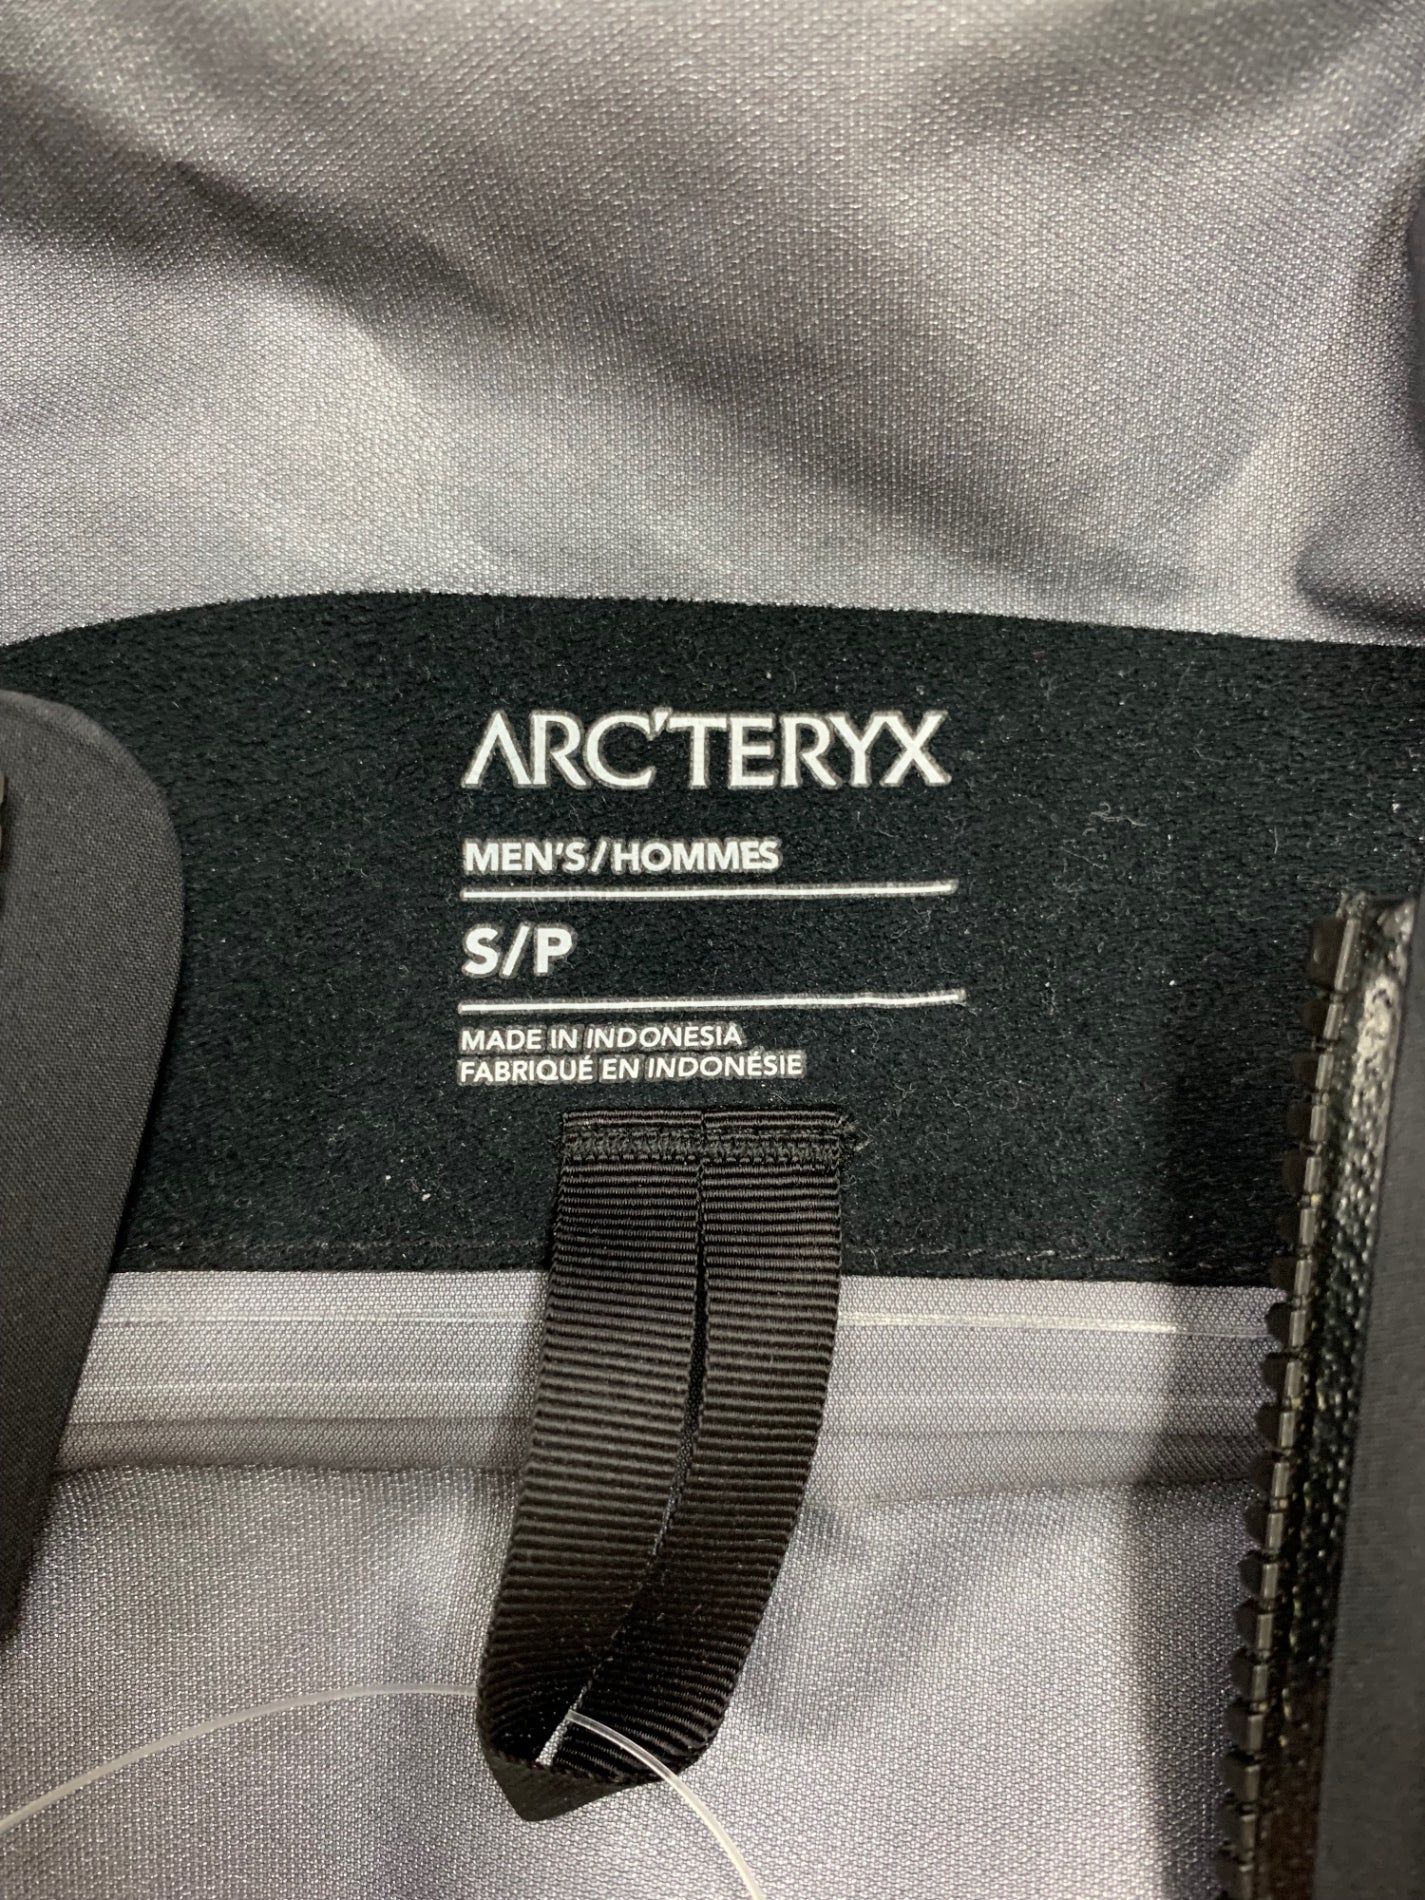 ARC'TERYX
MEN'S/HOMMES
S/P
MADE IN INDONESIA
FABRIQUÉ EN INDONÉSIE